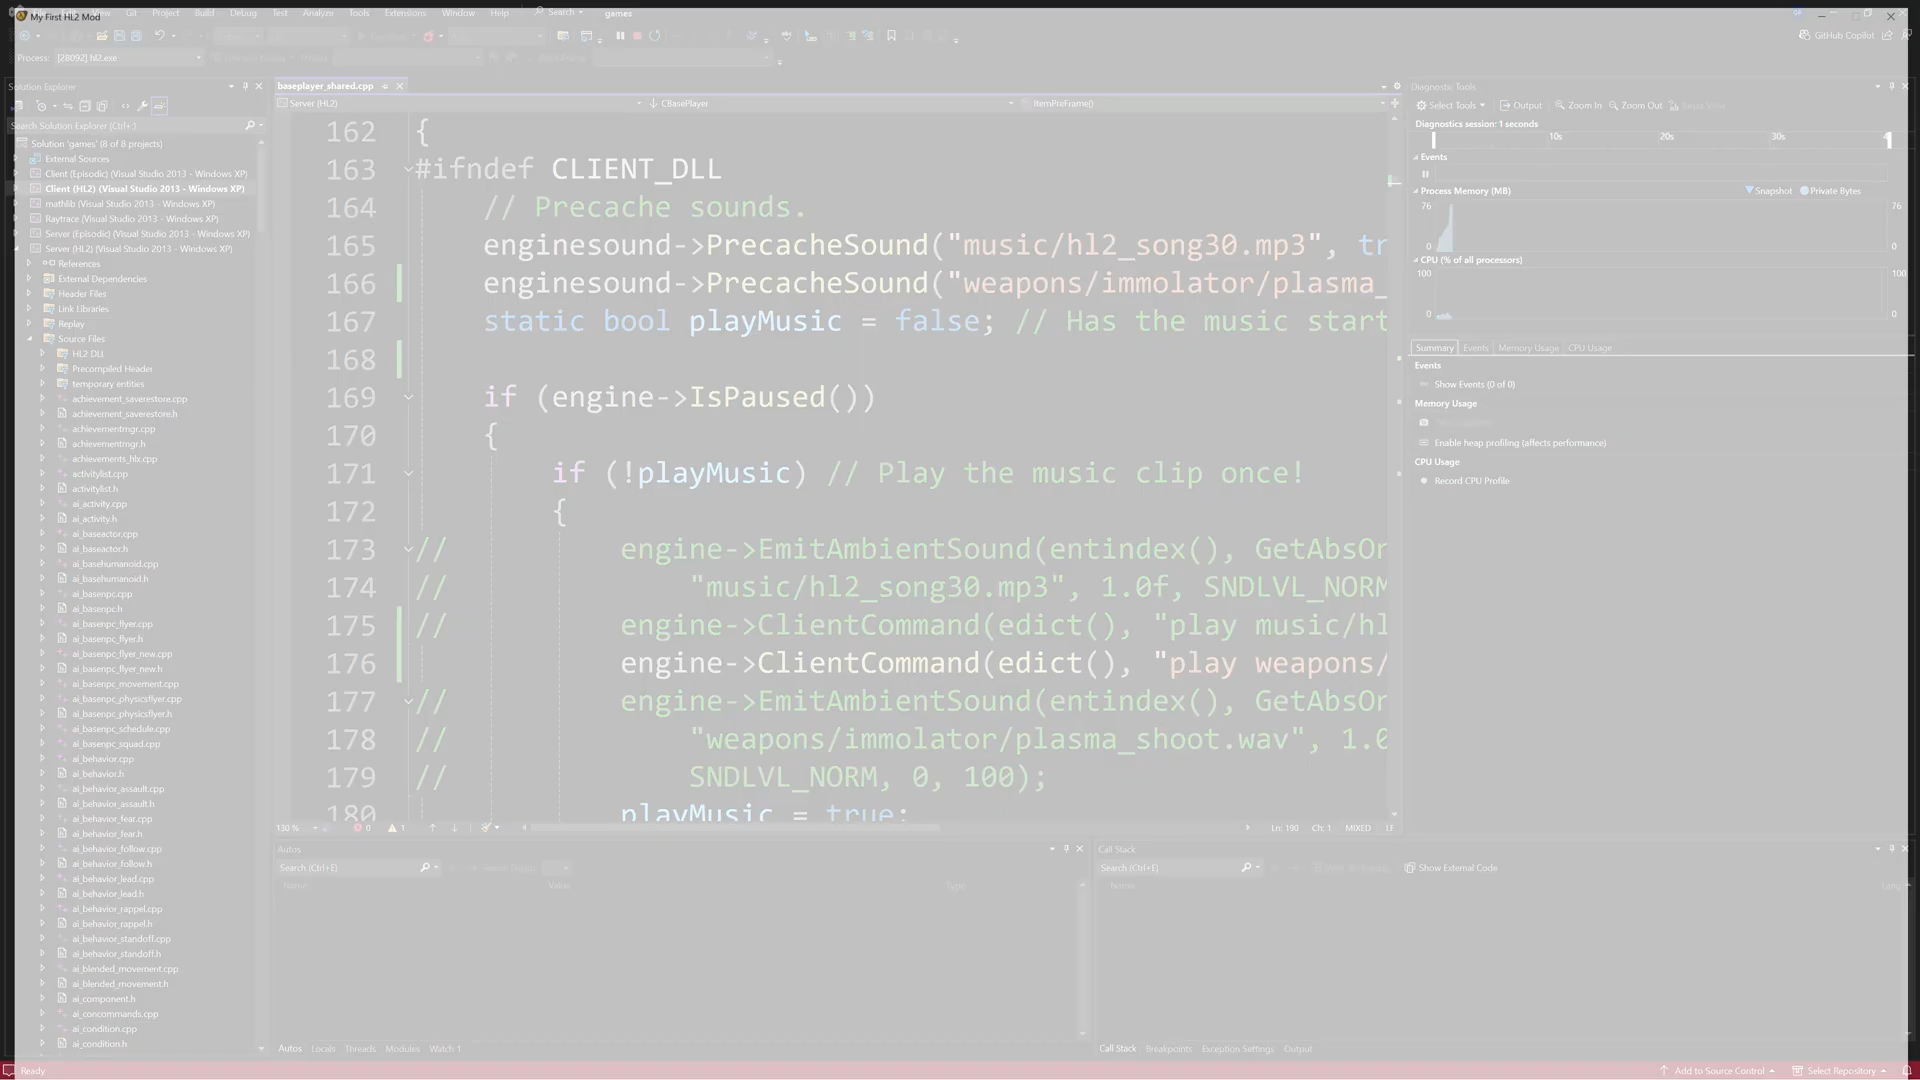 My First HL2 Mod
File Edit View Git Project Build Debug Test Analyze Tools Extensions Window Help Search games
GitHub Copilot
Process: [28092] hl2.exe
Solution Explorer
Search Solution Explorer (Ctrl+;)
Solution 'games' (8 of 8 projects)
External Sources
Client (Episodic) (Visual Studio 2013 - Windows XP)
Client (HL2) (Visual Studio 2013 - Windows XP)
mathlib (Visual Studio 2013 - Windows XP)
Raytrace (Visual Studio 2013 - Windows XP)
Server (Episodic) (Visual Studio 2013 - Windows XP)
Server (HL2) (Visual Studio 2013 - Windows XP)
References
External Dependencies
Header Files
Link Libraries
Replay
Source Files
HL2 DLL
Precompiled Header
temporary entities
achievement_saverestore.cpp
achievement_saverestore.h
achievementmgr.cpp
achievementmgr.h
achievements_hlx.cpp
activitylist.cpp
activitylist.h
ai_activity.cpp
ai_activity.h
ai_baseactor.cpp
ai_baseactor.h
ai_basehumanoid.cpp
ai_basehumanoid.h
ai_basenpc.cpp
ai_basenpc.h
ai_basenpc_flyer.cpp
ai_basenpc_flyer.h
ai_basenpc_flyer_new.cpp
ai_basenpc_flyer_new.h
ai_basenpc_movement.cpp
ai_basenpc_physicsflyer.cpp
ai_basenpc_physicsflyer.h
ai_basenpc_schedule.cpp
ai_basenpc_squad.cpp
ai_behavior.cpp
ai_behavior.h
ai_behavior_assault.cpp
ai_behavior_assault.h
ai_behavior_fear.cpp
ai_behavior_fear.h
ai_behavior_follow.cpp
ai_behavior_follow.h
ai_behavior_lead.cpp
ai_behavior_lead.h
ai_behavior_rappel.cpp
ai_behavior_rappel.h
ai_behavior_standoff.cpp
ai_behavior_standoff.h
ai_blended_movement.cpp
ai_blended_movement.h
ai_component.h
ai_concommands.cpp
ai_condition.cpp
ai_condition.h
baseplayer_shared.cpp
Server (HL2) CBasePlayer ItemPreFrame()
162 {
163 #ifndef CLIENT_DLL
164 // Precache sounds.
165 enginesound->PrecacheSound("music/hl2_song30.mp3", tr
166 enginesound->PrecacheSound("weapons/immolator/plasma_
167 static bool playMusic = false; // Has the music start
168
169 if (engine->IsPaused())
170 {
171 if (!playMusic) // Play the music clip once!
172 {
173 // engine->EmitAmbientSound(entindex(), GetAbsOr
174 // "music/hl2_song30.mp3", 1.0f, SNDLVL_NORM
175 // engine->ClientCommand(edict(), "play music/hl
176 engine->ClientCommand(edict(), "play weapons/
177 // engine->EmitAmbientSound(entindex(), GetAbsOr
178 // "weapons/immolator/plasma_shoot.wav", 1.0
179 // SNDLVL_NORM, 0, 100);
180 playMusic = true;
130 % 0 1 Ln: 190 Ch: 1 MIXED LF
Diagnostic Tools
Select Tools Output Zoom In Zoom Out Reset View
Diagnostics session: 1 seconds
10s 20s 30s 4
Events
Process Memory (MB) Snapshot Private Bytes
76 76
0 0
CPU (% of all processors)
100 100
0 0
Summary Events Memory Usage CPU Usage
Events
Show Events (0 of 0)
Memory Usage
Enable heap profiling (affects performance)
CPU Usage
Record CPU Profile
Autos
Search (Ctrl+E)
Name Value Type
Autos Locals Threads Modules Watch 1
Call Stack
Search (Ctrl+E) Show External Code
Name Lang
Call Stack Breakpoints Exception Settings Output
Ready Add to Source Control Select Repository